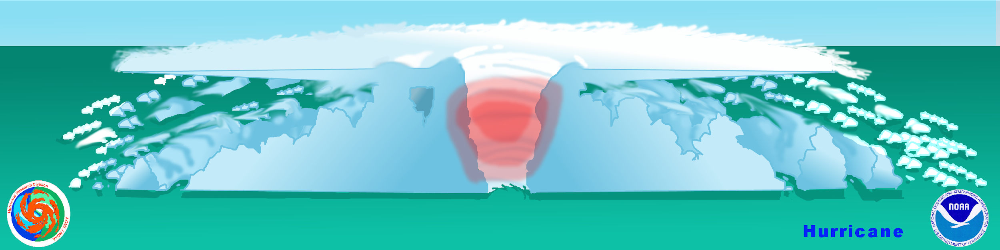 Hurricane Research Division
AOML / NOAA
Hurricane
NATIONAL OCEANIC AND ATMOSPHERIC ADMINISTRATION
NOAA
U.S. DEPARTMENT OF COMMERCE